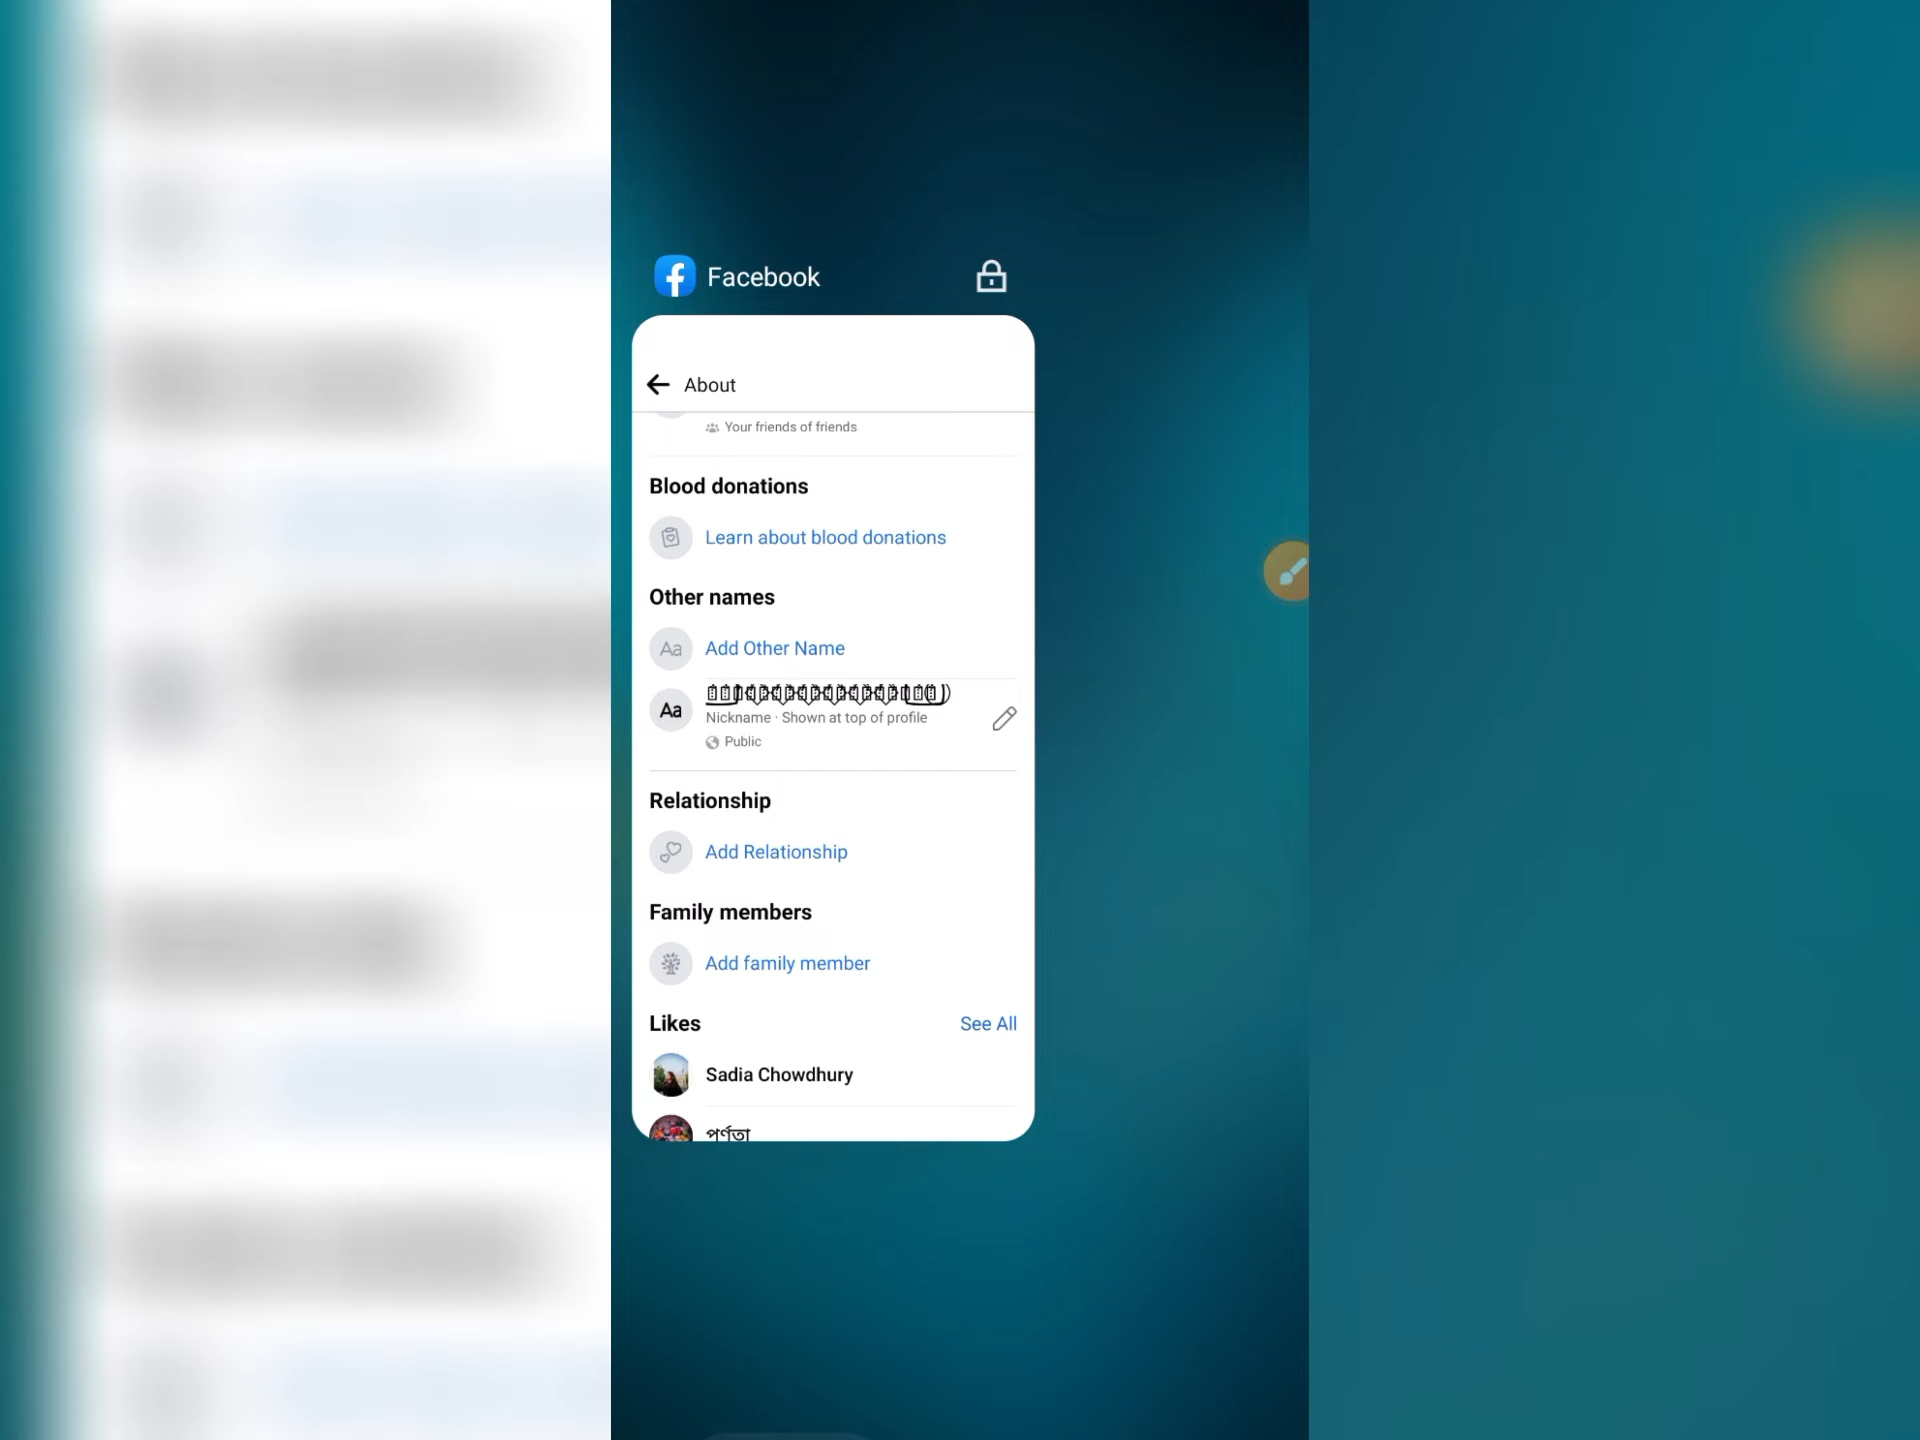 Facebook
About
Your friends of friends
Blood donations
Learn about blood donations
Other names
Aa Add Other Name
Aa
Nickname · Shown at top of profile
Public
Relationship
Add Relationship
Family members
Add family member
Likes See All
Sadia Chowdhury